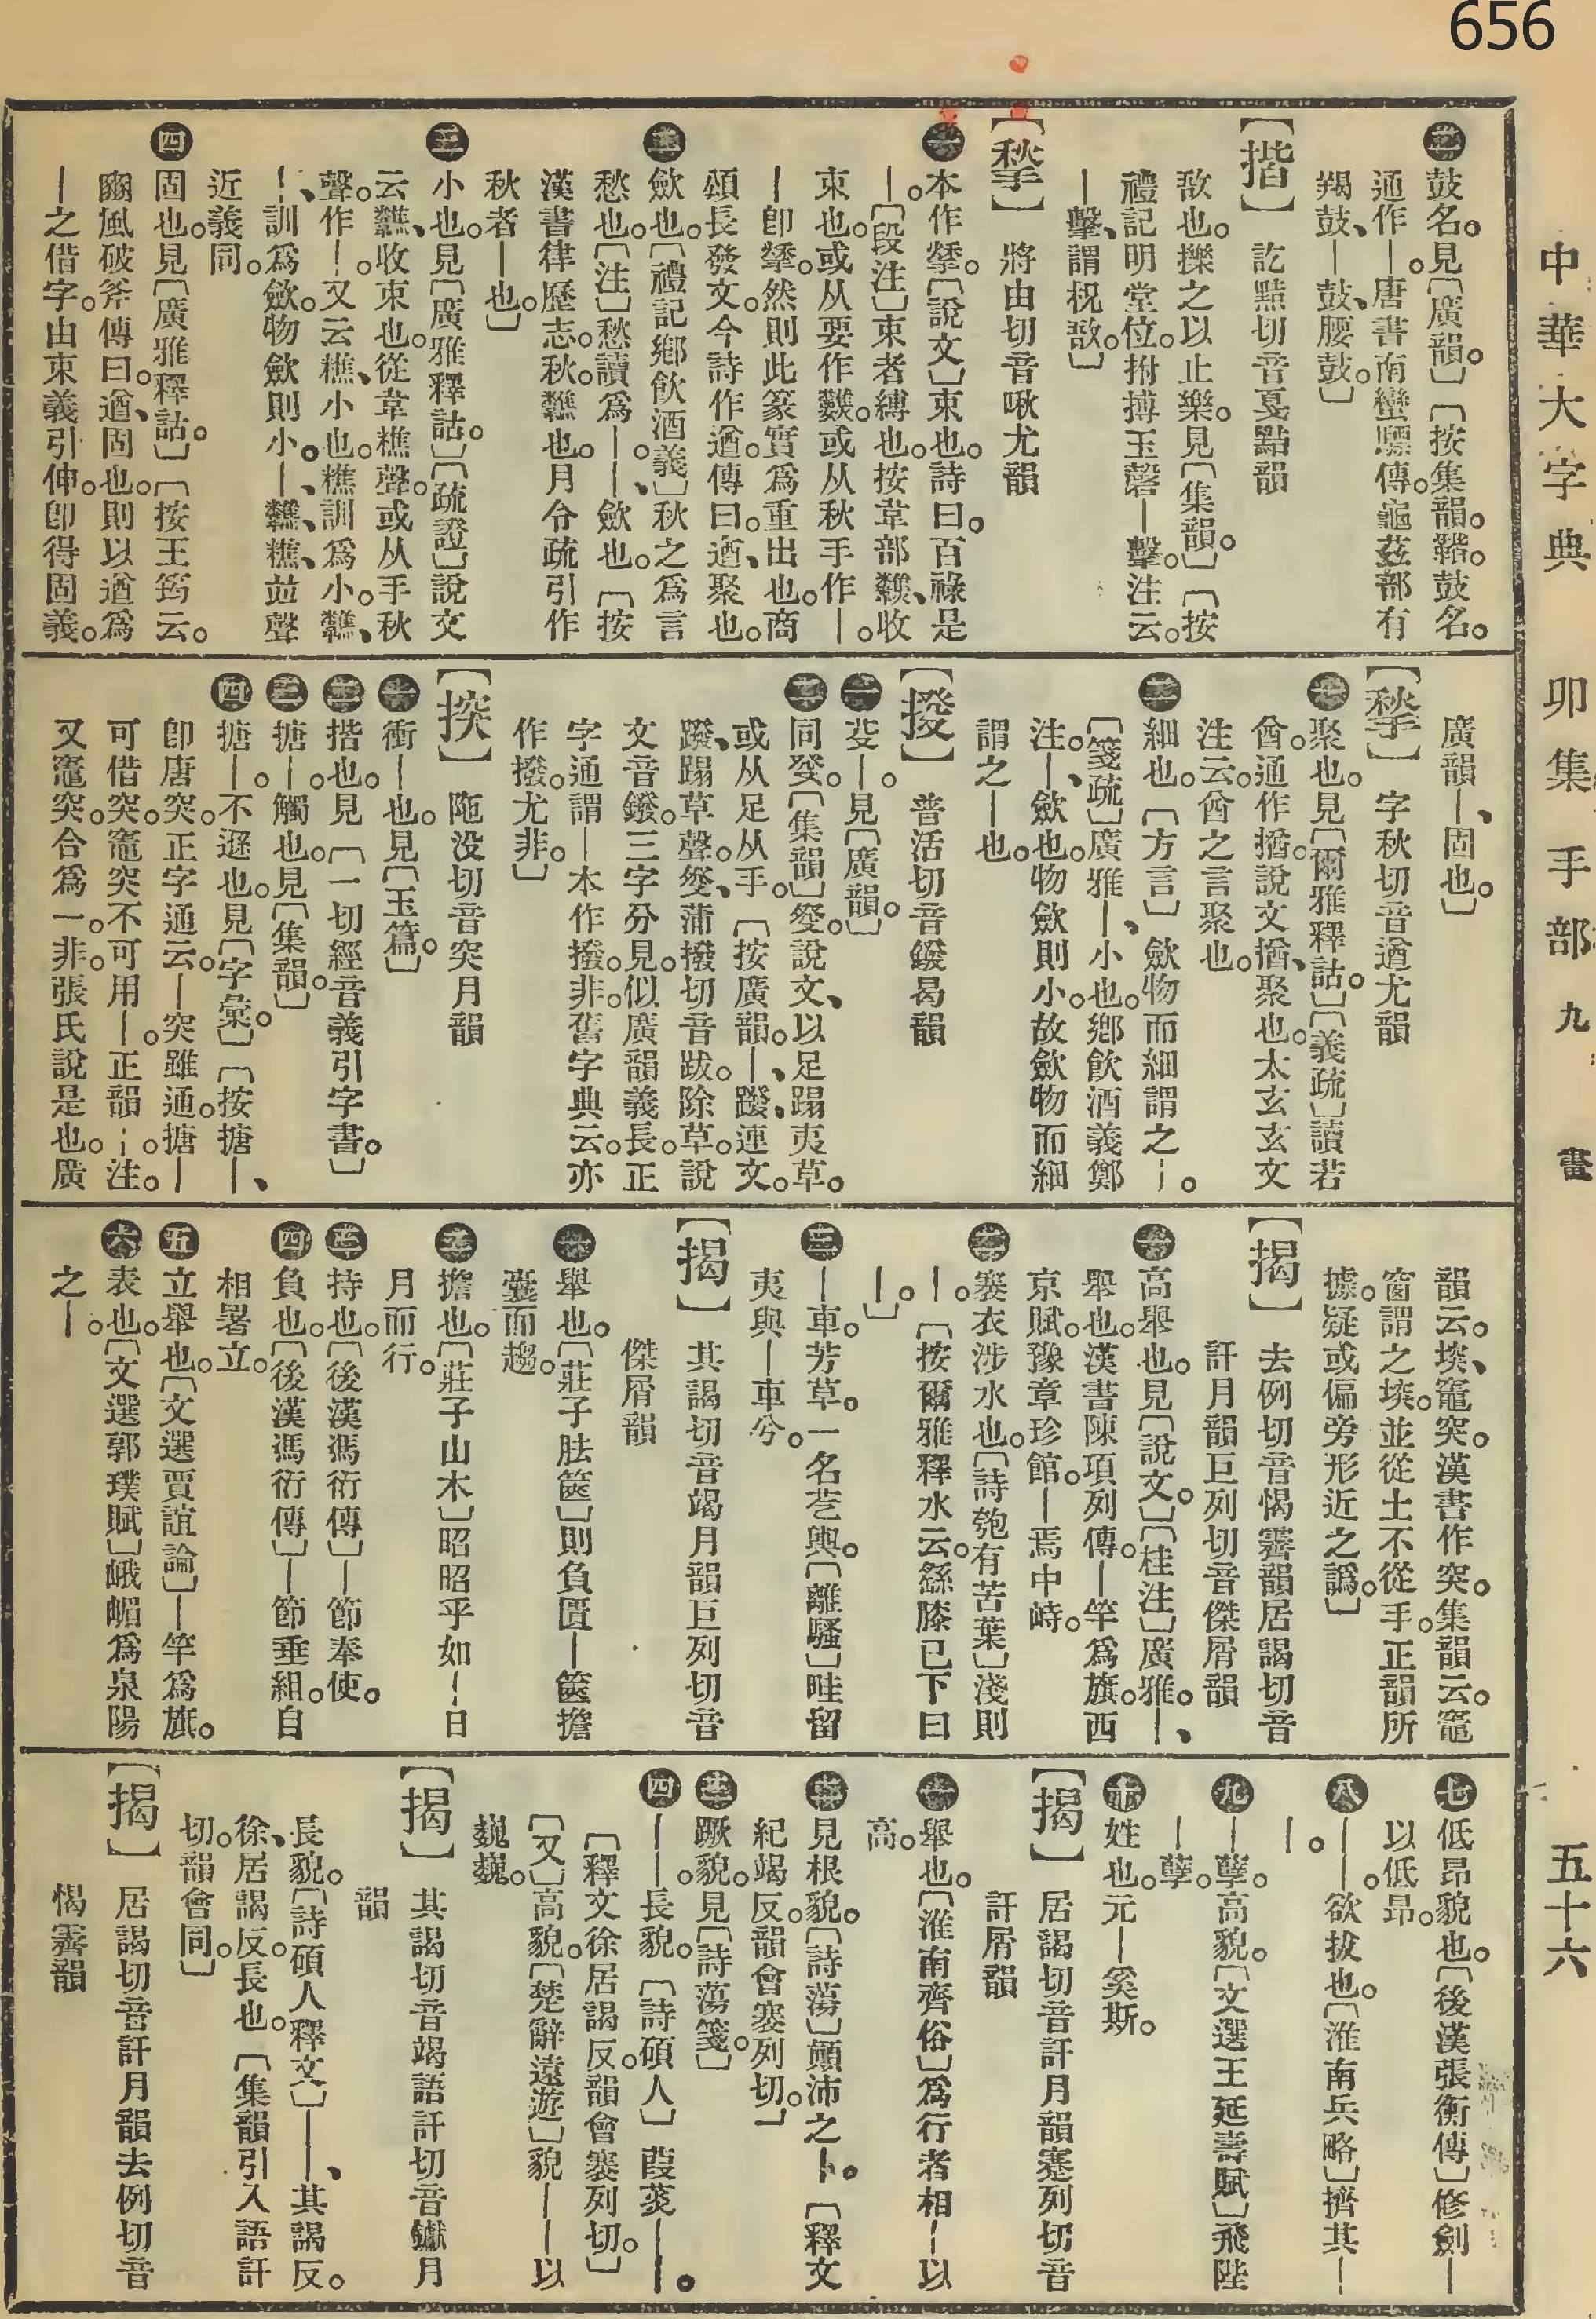 656
中華大字典 卯集 手部 九畫 五十六
㊁鼓名。見〔廣韻。〕〔按集韻。𪔝。鼓名。
通作—。唐書南蠻驃傳。龜茲部有
羯鼓、—鼓、腰鼓。〕
【揩】 訖黠切音戛黠韻
敔也。擽之以止樂。見〔集韻。〕〔按
禮記明堂位。拊搏玉磬—擊。注云。
—擊、謂柷敔。〕
【揫】 將由切音啾尤韻
㊀本作𢭏。〔說文〕束也。詩曰。百祿是
—。〔段注〕束者縛也。按韋部𩏷、收
束也。或从要作𩏷。或从秋手作—。
—卽𢭏。然則此篆實爲重出也。商
頌長發文。今詩作遒。傳曰。遒、聚也。
㊁斂也。〔禮記鄉飮酒義〕秋之爲言
愁也。〔注〕愁讀爲—。—、斂也。〔按
漢書律歷志。秋。𩏷也。月令疏引作
秋者—也。〕
㊂小也。見〔廣雅釋詁。〕〔疏證〕說文
云𩏷、收束也。從韋樵聲。或从手秋
聲。作—。又云糕、小也。樵訓爲小。𩏷、
—、訓爲斂。物斂則小。—、𩏷、糕、竝聲
近義同。
㊃固也。見〔廣雅釋詁。〕〔按王筠云。
豳風破斧傳曰。遒、固也。則以遒爲
—之借字。由束義引伸。卽得固義。
廣韻—、固也。〕
【揫】 字秋切音遒尤韻
㊀聚也。見〔爾雅釋詁。〕〔義疏〕讀若
酋。通作揂。說文揂、聚也。太玄玄文
注云。酋之言聚也。
㊁細也。〔方言〕斂物而細謂之—。
〔箋疏〕廣雅—、小也。鄉飮酒義鄭
注。—、斂也。物斂則小。故斂物而細
謂之—也。
【㨡】 普活切音鏺曷韻
㊀㚇—。見〔廣韻。〕
㊁同癹。〔集韻〕癹。說文、以足蹋夷草。
或从足从手。〔按廣韻。—、蹳、連文。
蹳、蹋草聲。癹、蒲撥切音跋。除草。說
文音鏺。三字分見。似廣韻義長。正
字通謂—本作撥。非。舊字典云。亦
作撥。尤非。〕
【揬】 陁没切音突月韻
㊀衝—也。見〔玉篇。〕
㊁揩也。見〔一切經音義引字書。〕
㊂搪—。觸也。見〔集韻。〕
㊃搪—。不遜也。見〔字彙。〕〔按搪—、
卽唐突。正字通云。—突雖通。搪—
可借突。竈突不可用—。正韻—。注。
又竈突。合爲一。非。張氏說是也。廣
韻云。堗、竈突。漢書作突。集韻云。竈
窗謂之堗。並從土不從手。正韻所
據。疑或偏旁形近之譌。〕
【揭】 去例切音愒霽韻居謁切音
訐月韻巨列切音傑屑韻
㊀高舉也。見〔說文。〕〔桂注〕廣雅。—、
舉也。漢書陳項列傳。—竿爲旗。西
京賦。豫章珍館。—焉中峙。
㊁褰衣涉水也。〔詩匏有苦葉〕淺則
—。〔按爾雅釋水云。繇膝已下曰
—。〕
㊂—車。芳草。一名䒗輿。〔離騷〕畦留
夷與—車兮。
【揭】 其謁切音竭月韻巨列切音
傑屑韻
㊀舉也。〔莊子胠篋〕則負匱—篋擔
囊而趨。
㊁擔也。〔莊子山木〕昭昭乎如—日
月而行。
㊂持也。〔後漢馮衍傳〕—節奉使。
㊃負也。〔後漢馮衍傳〕—節垂組。自
相署立。
㊄立舉也。〔文選賈誼論〕—竿爲旗。
㊅表也。〔文選郭璞賦〕峨嵋爲泉陽
之—。
㊆低昂貌也。〔後漢張衡傳〕修劍—
以低昂。
㊇——。欲拔也。〔淮南兵略〕擠其—
—。
㊈—孽。高貌。〔文選王延壽賦〕飛陛
—孽。
㊉姓也。元—奚斯。
【揭】 居謁切音訐月韻蹇列切音
訐屑韻
㊀舉也。〔淮南齊俗〕爲行者相—以
高。
㊁見根貌。〔詩蕩〕顚沛之—。〔釋文
紀竭反。韻會蹇列切。〕
㊂蹶貌。見〔詩蕩箋。〕
㊃——。長貌。〔詩碩人〕葭菼——。
〔釋文徐居謁反。韻會蹇列切。〕
〔又〕高貌。〔楚辭遠遊〕貌——以
巍巍。
【揭】 其謁切音竭語訐切音钀月
韻
長貌。〔詩碩人釋文〕——、其謁反。
徐、居謁反。長也。〔集韻引入語訐
切。韻會同。〕
【揭】 居謁切音訐月韻去例切音
愒霽韻